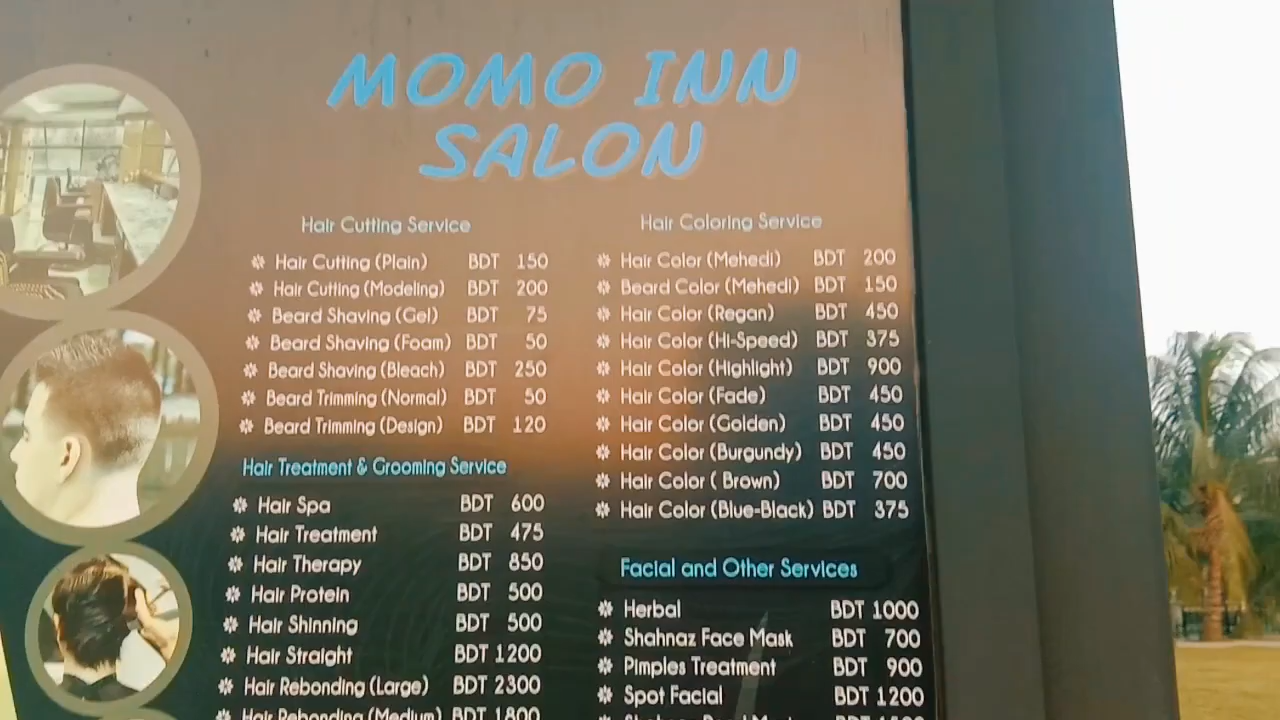 MOMO INN
SALON
Hair Cutting Service
Hair Cutting (Plain) BDT 150
Hair Cutting (Modeling) BDT 200
Beard Shaving (Gel) BDT 75
Beard Shaving (Foam) BDT 50
Beard Shaving (Bleach) BDT 250
Beard Trimming (Normal) BDT 50
Beard Trimming (Design) BDT 120
Hair Treatment & Grooming Service
Hair Spa BDT 600
Hair Treatment BDT 475
Hair Therapy BDT 850
Hair Protein BDT 500
Hair Shinning BDT 500
Hair Straight BDT 1200
Hair Rebonding (Large) BDT 2300
Hair Rebonding (Medium) BDT 1800
Hair Coloring Service
Hair Color (Mehedi) BDT 200
Beard Color (Mehedi) BDT 150
Hair Color (Regan) BDT 450
Hair Color (Hi-Speed) BDT 375
Hair Color (Highlight) BDT 900
Hair Color (Fade) BDT 450
Hair Color (Golden) BDT 450
Hair Color (Burgundy) BDT 450
Hair Color ( Brown) BDT 700
Hair Color (Blue-Black) BDT 375
Facial and Other Services
Herbal BDT 1000
Shahnaz Face Mask BDT 700
Pimples Treatment BDT 900
Spot Facial BDT 1200